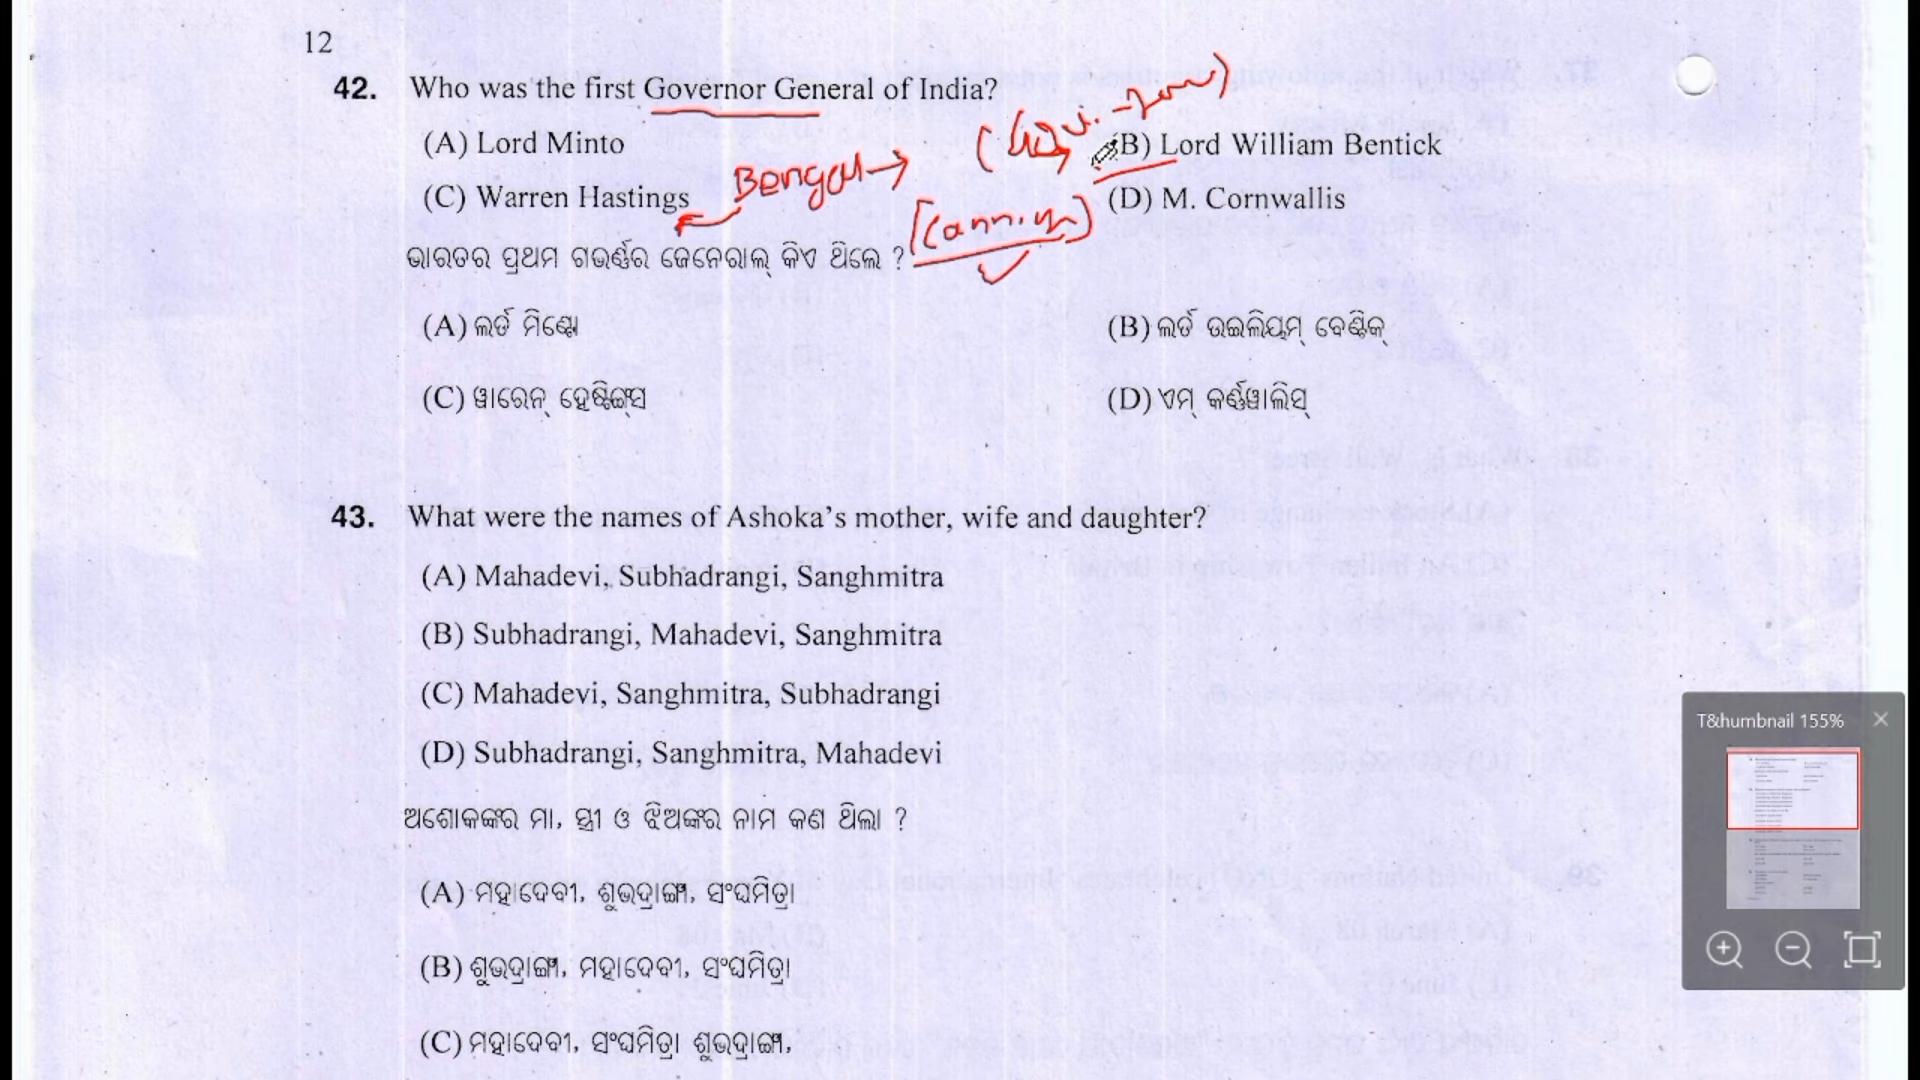 12
42. Who was the first Governor General of India?
(A) Lord Minto
(B) Lord William Bentick
Bengal
(C) Warren Hastings
(D) M. Cornwallis
ଭାରତର ପ୍ରଥମ ଗଭର୍ଣ୍ଣର ଜେନେରାଲ୍ କିଏ ଥିଲେ ?
(A) ଲର୍ଡ ମିଣ୍ଟୋ
(B) ଲର୍ଡ ଉଇଲିୟମ୍ ବେଣ୍ଟିକ୍
(C) ୱାରେନ୍ ହେଷ୍ଟିଙ୍ଗ୍ସ
(D) ଏମ୍ କର୍ଣ୍ଣୱାଲିସ୍
43. What were the names of Ashoka’s mother, wife and daughter?
(A) Mahadevi, Subhadrangi, Sanghmitra
(B) Subhadrangi, Mahadevi, Sanghmitra
(C) Mahadevi, Sanghmitra, Subhadrangi
(D) Subhadrangi, Sanghmitra, Mahadevi
ଅଶୋକଙ୍କର ମା, ସ୍ତ୍ରୀ ଓ ଝିଅଙ୍କର ନାମ କଣ ଥିଲା ?
(A) ମହାଦେବୀ, ଶୁଭଦ୍ରାଙ୍ଗୀ, ସଂଘମିତ୍ରା
(B) ଶୁଭଦ୍ରାଙ୍ଗୀ, ମହାଦେବୀ, ସଂଘମିତ୍ରା
(C) ମହାଦେବୀ, ସଂଘମିତ୍ରା ଶୁଭଦ୍ରାଙ୍ଗୀ,
T&humbnail 155%